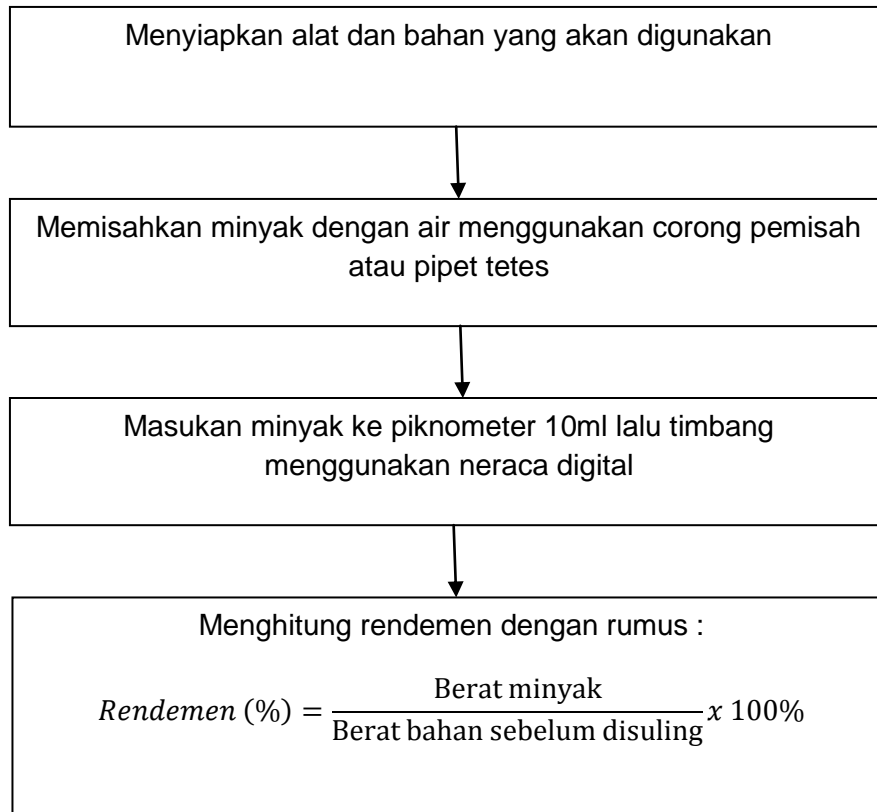 Menyiapkan alat dan bahan yang akan digunakan
Memisahkan minyak dengan air menggunakan corong pemisah
atau pipet tetes
Masukan minyak ke piknometer 10ml lalu timbang
menggunakan neraca digital
Menghitung rendemen dengan rumus :
Rendemen (%) = Berat minyak / Berat bahan sebelum disuling x 100%